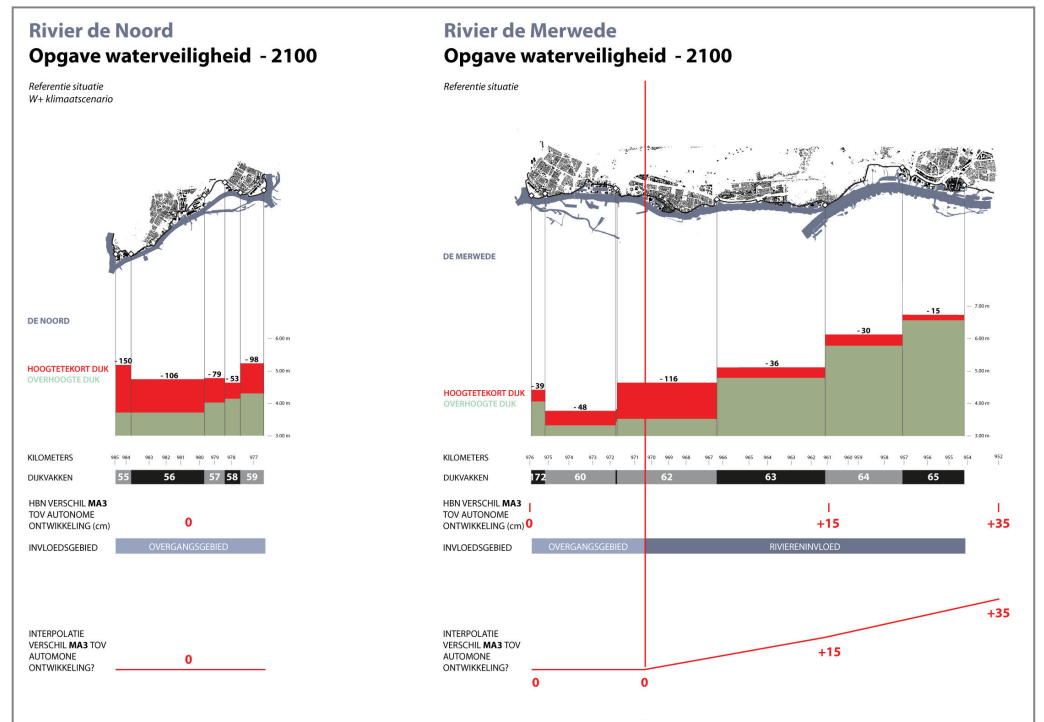 Rivier de Noord
Opgave waterveiligheid - 2100
Referentie situatie
W+ klimaatscenario
DE NOORD
6.00 m
5.00 m
4.00 m
3.00 m
HOOGTETEKORT DIJK
OVERHOOGTE DIJK
- 150
- 106
- 79
- 53
- 98
KILOMETERS
985 984 983 982 981 980 979 978 977
DIJKVAKKEN
55 56 57 58 59
HBN VERSCHIL MA3
TOV AUTONOME
ONTWIKKELING (cm)
0
INVLOEDSGEBIED
OVERGANGSGEBIED
INTERPOLATIE
VERSCHIL MA3 TOV
AUTOMONE
ONTWIKKELING?
0
Rivier de Merwede
Opgave waterveiligheid - 2100
Referentie situatie
DE MERWEDE
7.00 m
6.00 m
5.00 m
4.00 m
3.00 m
HOOGTETEKORT DIJK
OVERHOOGTE DIJK
- 39
- 48
- 116
- 36
- 30
- 15
KILOMETERS
976 975 974 973 972 971 970 969 968 967 966 965 964 963 962 961 960 959 958 957 956 955 954 953 952
DIJKVAKKEN
172 60 62 63 64 65
HBN VERSCHIL MA3
TOV AUTONOME
ONTWIKKELING (cm)
0
+15
+35
INVLOEDSGEBIED
OVERGANGSGEBIED
RIVIERENINVLOED
INTERPOLATIE
VERSCHIL MA3 TOV
AUTOMONE
ONTWIKKELING?
0
0
+15
+35